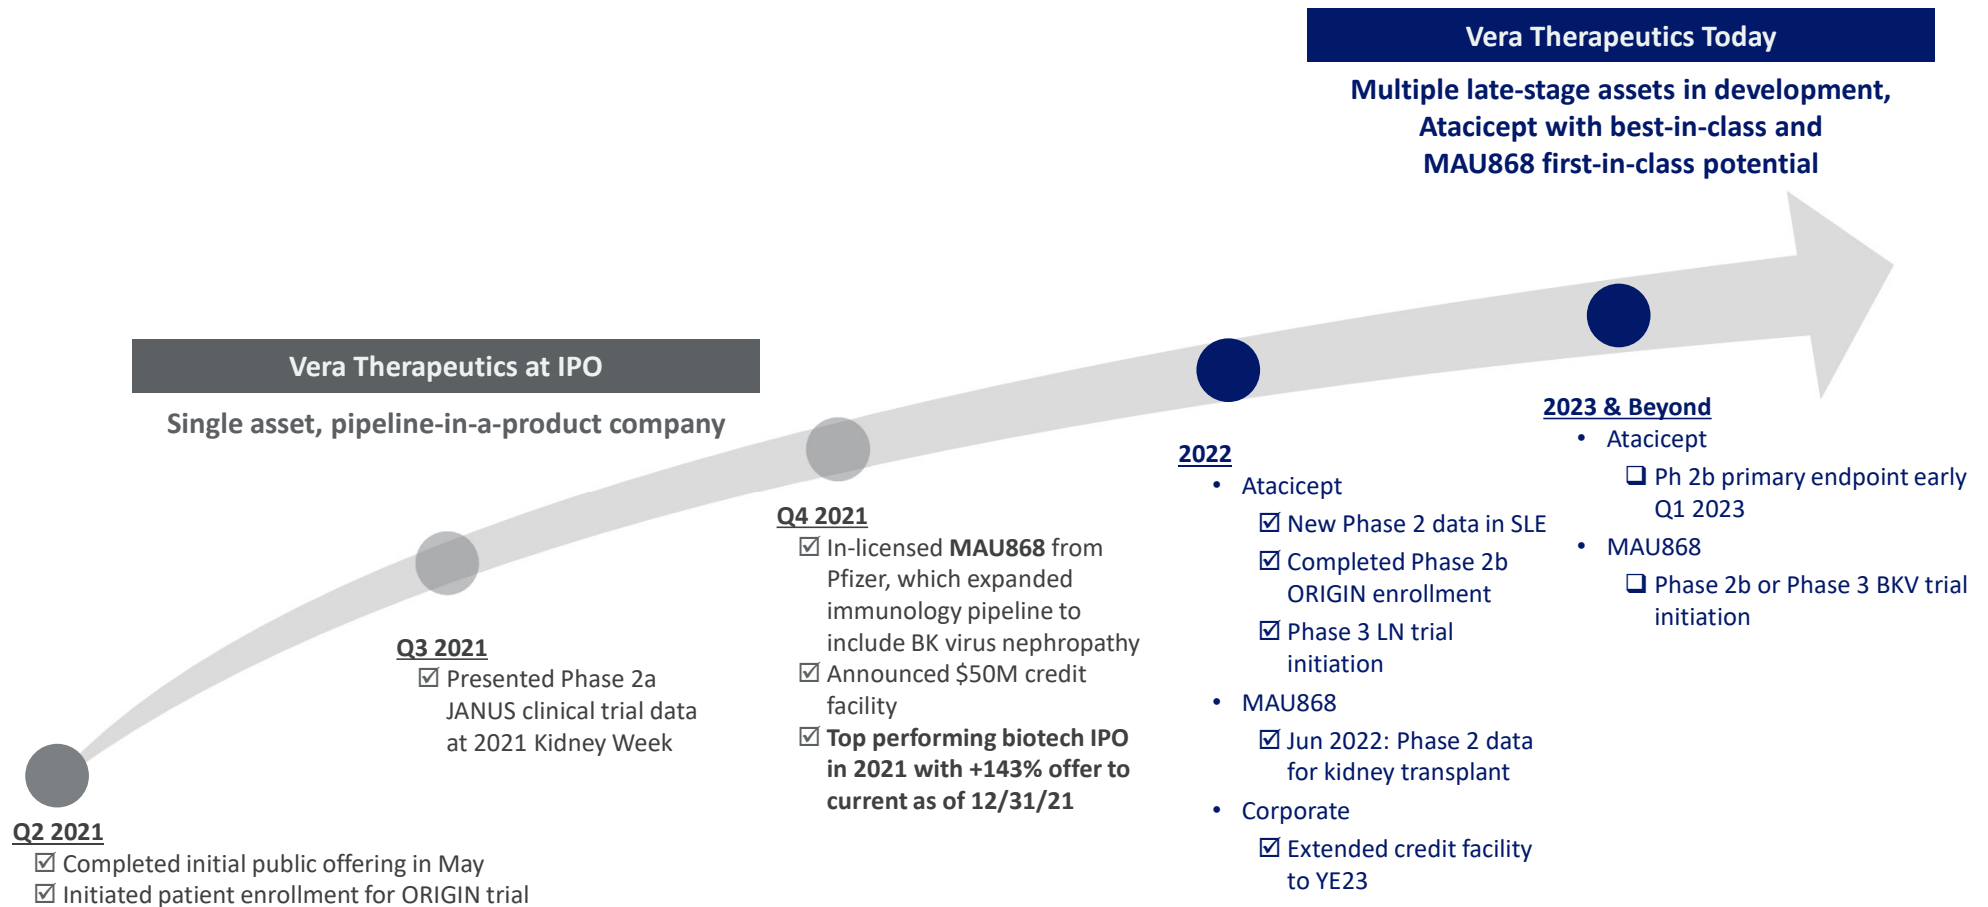 Vera Therapeutics Today
Multiple late-stage assets in development,
Atacicept with best-in-class and
MAU868 first-in-class potential
Vera Therapeutics at IPO
Single asset, pipeline-in-a-product company
Q2 2021
☑ Completed initial public offering in May
☑ Initiated patient enrollment for ORIGIN trial
Q3 2021
☑ Presented Phase 2a
JANUS clinical trial data
at 2021 Kidney Week
Q4 2021
☑ In-licensed MAU868 from
Pfizer, which expanded
immunology pipeline to
include BK virus nephropathy
☑ Announced $50M credit
facility
☑ Top performing biotech IPO
in 2021 with +143% offer to
current as of 12/31/21
2022
• Atacicept
☑ New Phase 2 data in SLE
☑ Completed Phase 2b
ORIGIN enrollment
☑ Phase 3 LN trial
initiation
• MAU868
☑ Jun 2022: Phase 2 data
for kidney transplant
• Corporate
☑ Extended credit facility
to YE23
2023 & Beyond
• Atacicept
❑ Ph 2b primary endpoint early
Q1 2023
• MAU868
❑ Phase 2b or Phase 3 BKV trial
initiation